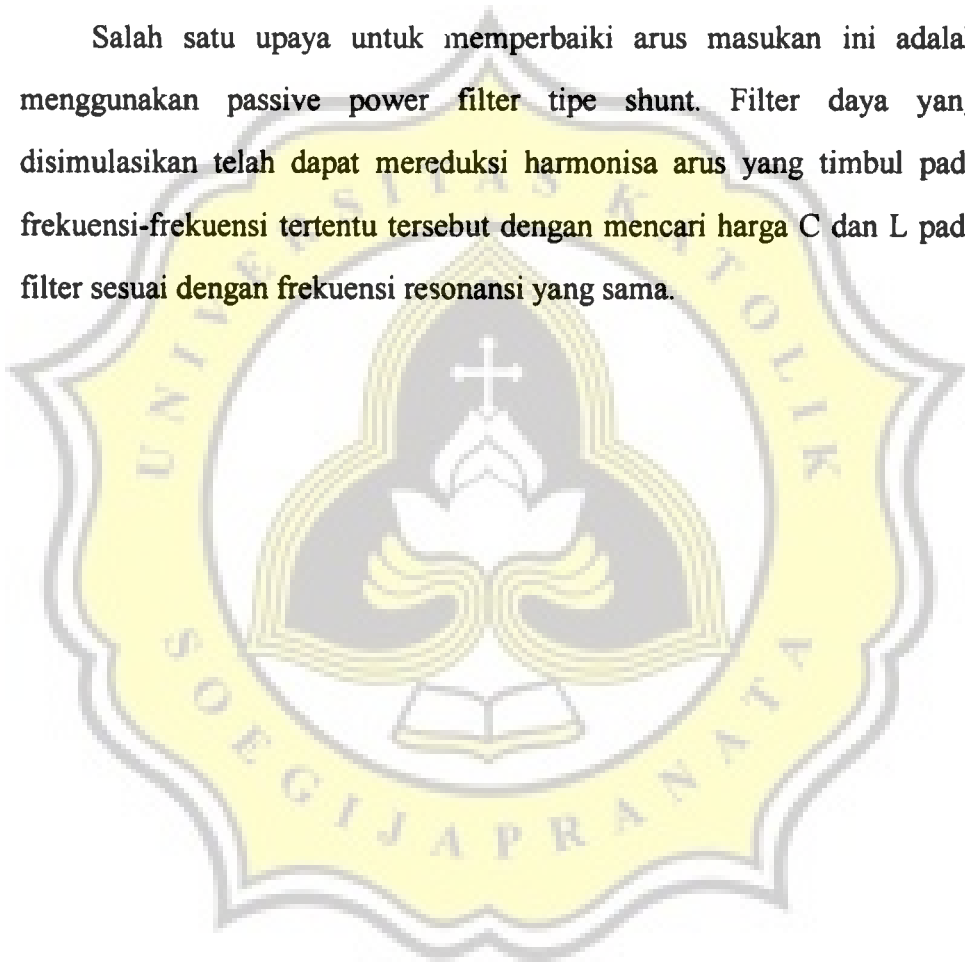 Salah satu upaya untuk memperbaiki arus masukan ini adala
menggunakan passive power filter tipe shunt. Filter daya yan
disimulasikan telah dapat mereduksi harmonisa arus yang timbul pad
frekuensi-frekuensi tertentu tersebut dengan mencari harga C dan L pad
filter sesuai dengan frekuensi resonansi yang sama.
UNIVERSITAS KATOLIK
SOEGIJAPRANATA